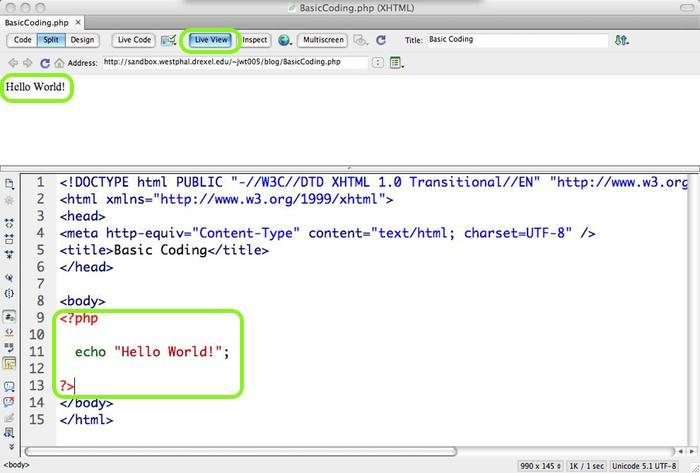 BasicCoding.php (XHTML)
BasicCoding.php ×
Code Split Design Live Code Live View Inspect Multiscreen Title: Basic Coding
Address: http://sandbox.westphal.drexel.edu/~jwt005/blog/BasicCoding.php
Hello World!
1 <!DOCTYPE html PUBLIC "-//W3C//DTD XHTML 1.0 Transitional//EN" "http://www.w3.org
2 <html xmlns="http://www.w3.org/1999/xhtml">
3 <head>
4 <meta http-equiv="Content-Type" content="text/html; charset=UTF-8" />
5 <title>Basic Coding</title>
6 </head>
7
8 <body>
9 <?php
10
11 echo "Hello World!";
12
13 ?>
14 </body>
15 </html>
<body> 990 x 145 1K / 1 sec Unicode 5.1 UTF-8